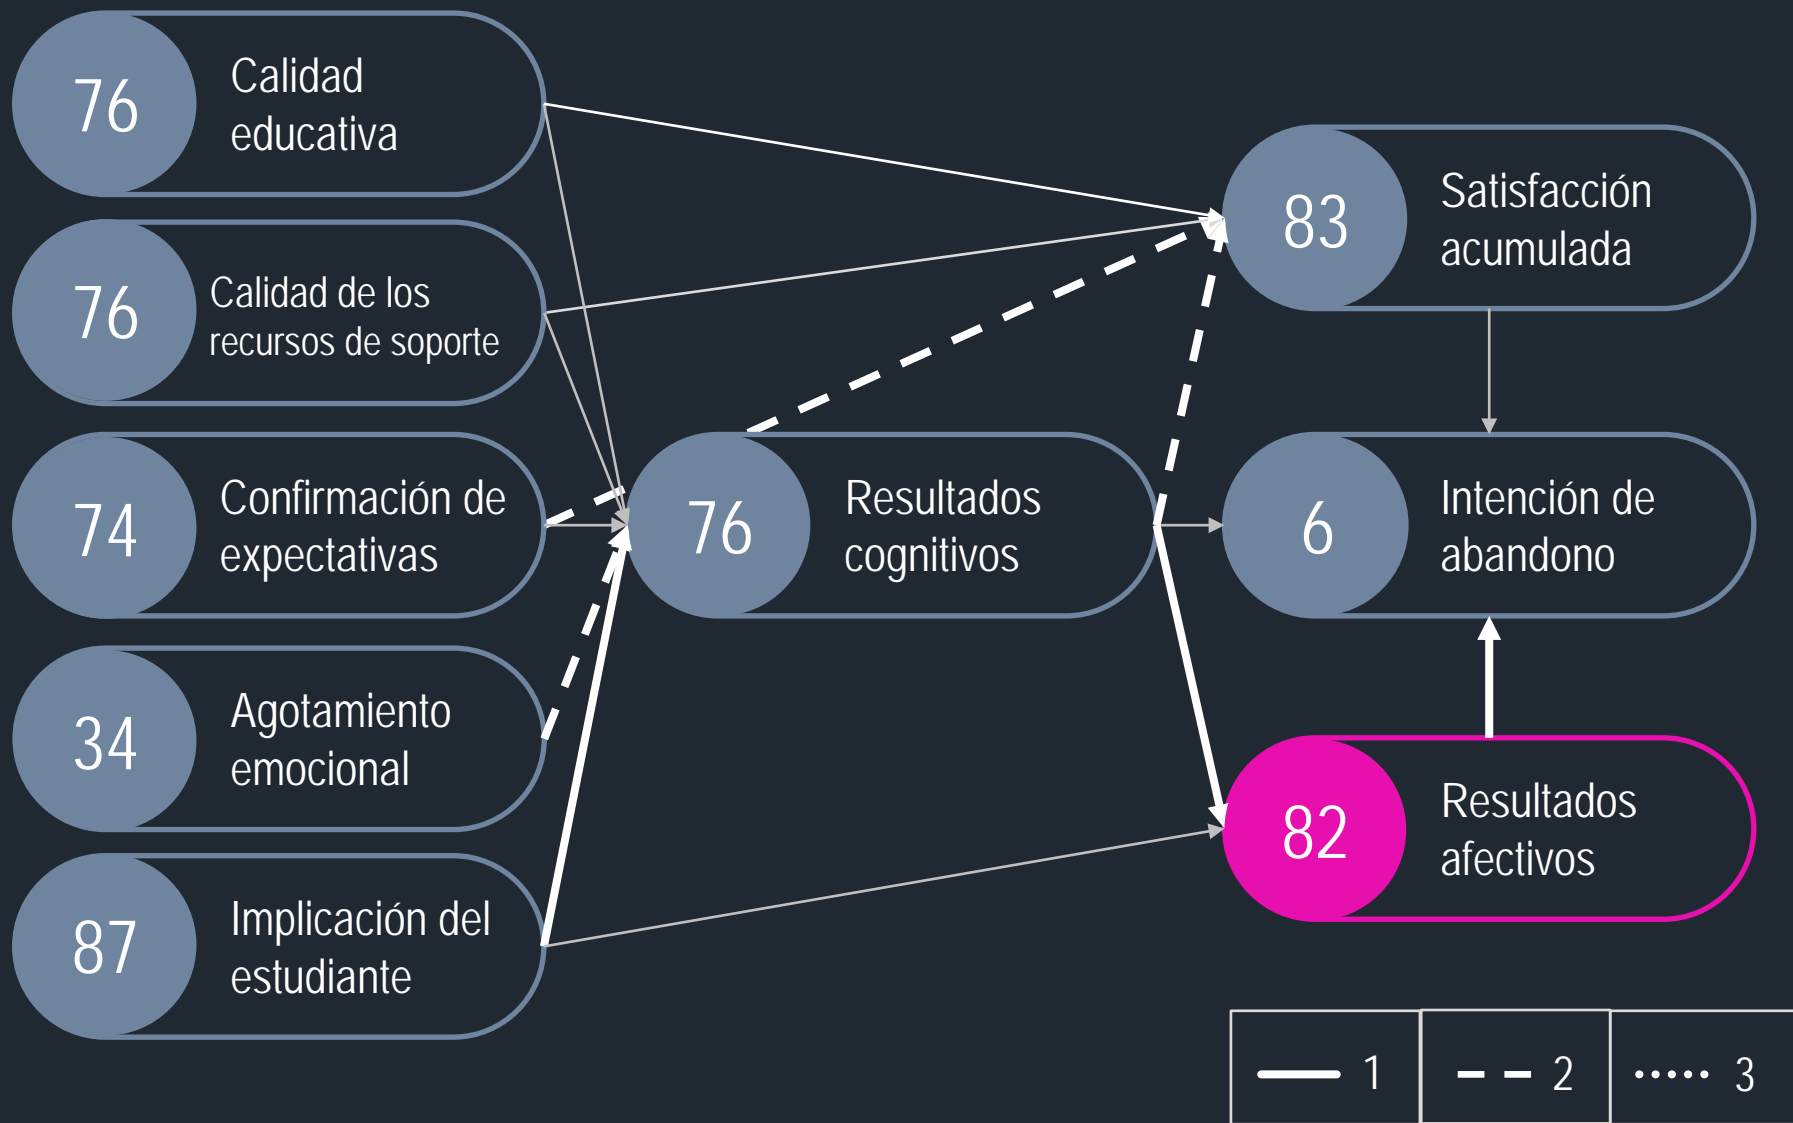 76
Calidad
educativa
76
Calidad de los
recursos de soporte
74
Confirmación de
expectativas
34
Agotamiento
emocional
87
Implicación del
estudiante
76
Resultados
cognitivos
83
Satisfacción
acumulada
6
Intención de
abandono
82
Resultados
afectivos
1
2
3